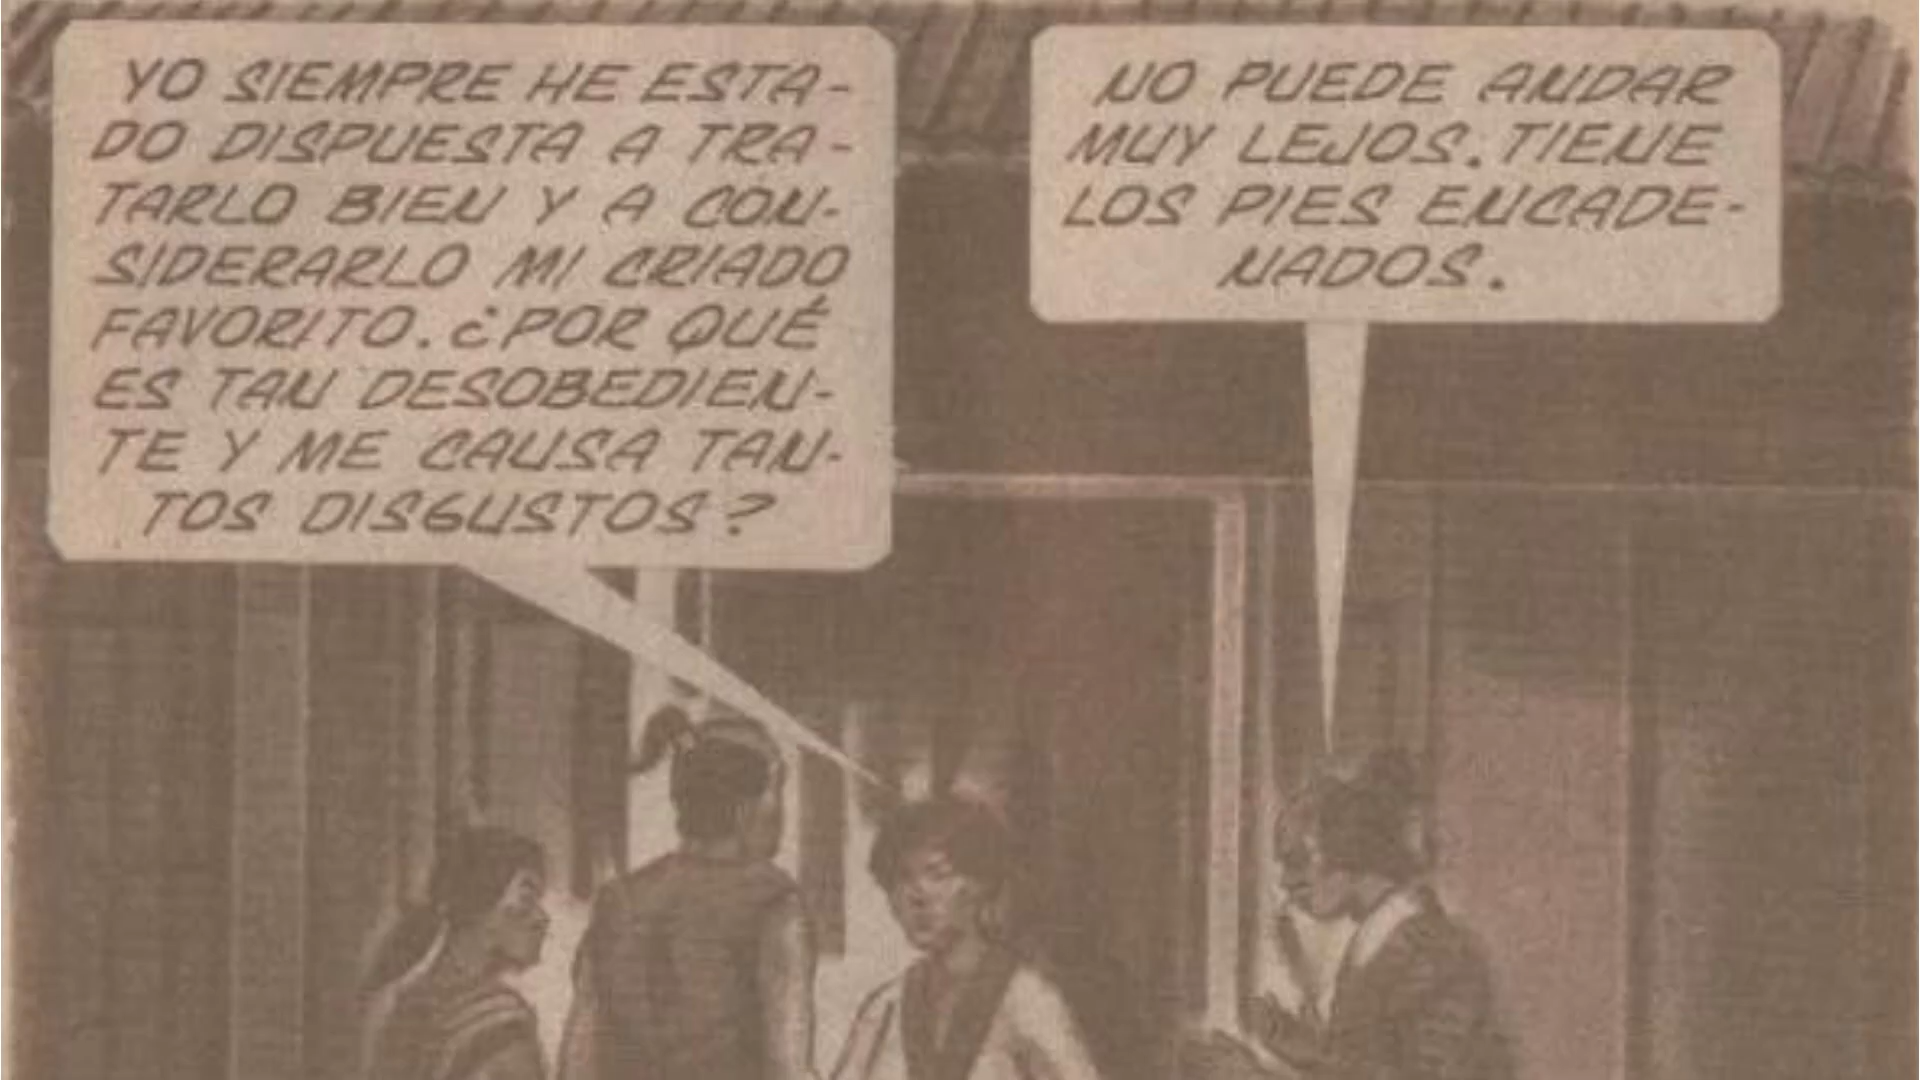 YO SIEMPRE HE ESTA-
DO DISPUESTA A TRA-
TARLO BIEN Y A CON-
SIDERARLO MI CRIADO
FAVORITO. ¿POR QUÉ
ES TAN DESOBEDIEN-
TE Y ME CAUSA TAN-
TOS DISGUSTOS?
NO PUEDE ANDAR
MUY LEJOS. TIENE
LOS PIES ENCADE-
NADOS.